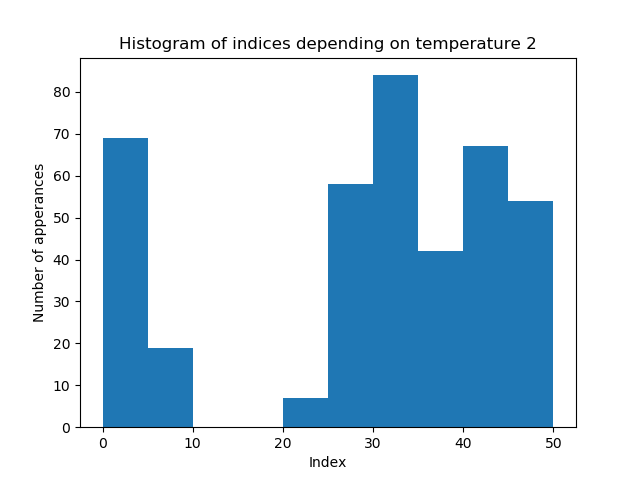 Histogram of indices depending on temperature 2
Number of apperances
80
70
60
50
40
30
20
10
0
0 10 20 30 40 50
Index